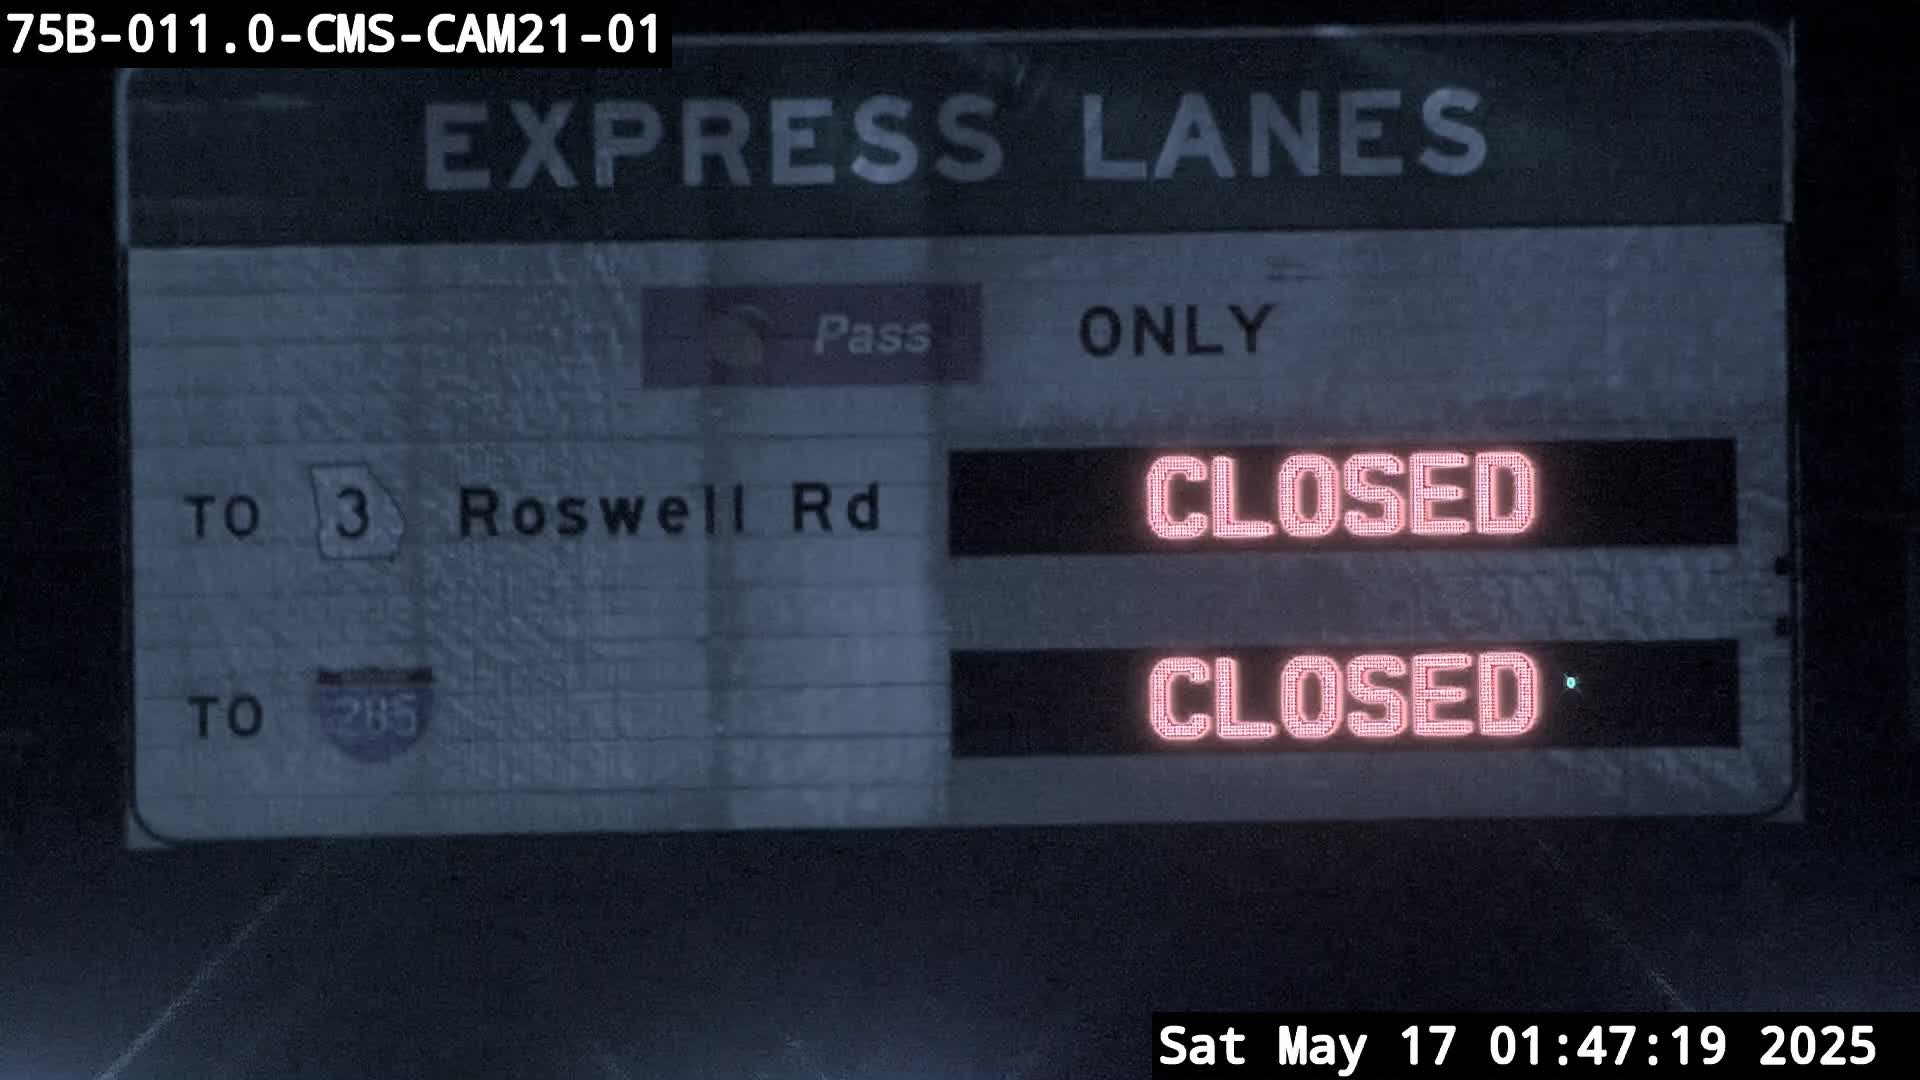 75B-011.0-CMS-CAM21-01
EXPRESS LANES
Pass ONLY
TO 3 Roswell Rd CLOSED
TO 285 CLOSED
Sat May 17 01:47:19 2025